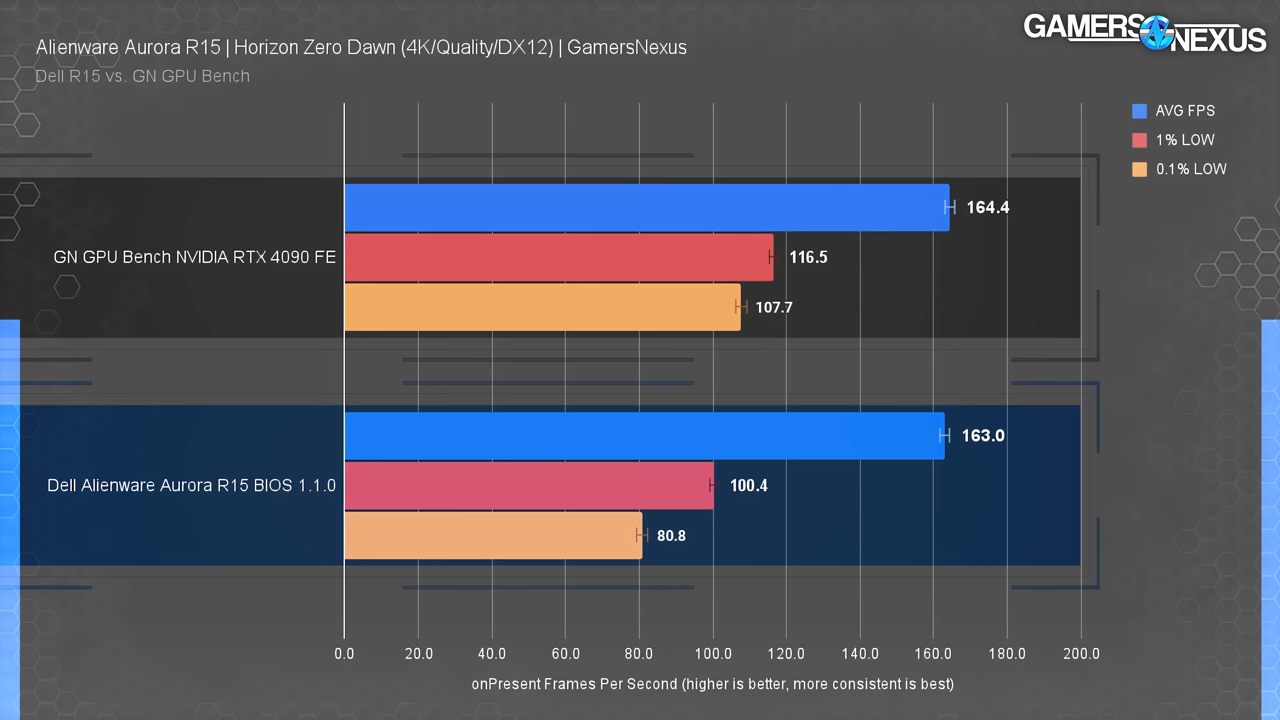 Alienware Aurora R15 | Horizon Zero Dawn (4K/Quality/DX12) | GamersNexus
Dell R15 vs. GN GPU Bench
GAMERS NEXUS
AVG FPS
1% LOW
0.1% LOW
GN GPU Bench NVIDIA RTX 4090 FE
164.4
116.5
107.7
Dell Alienware Aurora R15 BIOS 1.1.0
163.0
100.4
80.8
0.0 20.0 40.0 60.0 80.0 100.0 120.0 140.0 160.0 180.0 200.0
onPresent Frames Per Second (higher is better, more consistent is best)